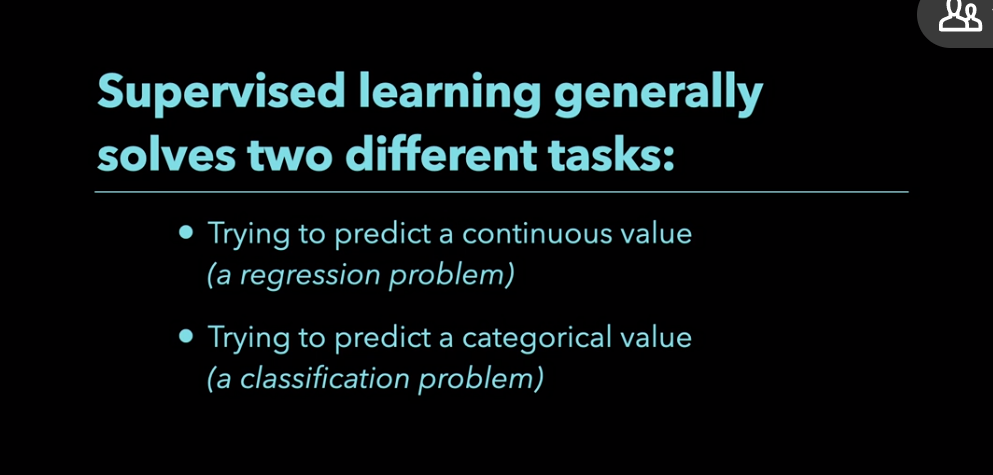 Supervised learning generally
solves two different tasks:
• Trying to predict a continuous value
(a regression problem)
• Trying to predict a categorical value
(a classification problem)